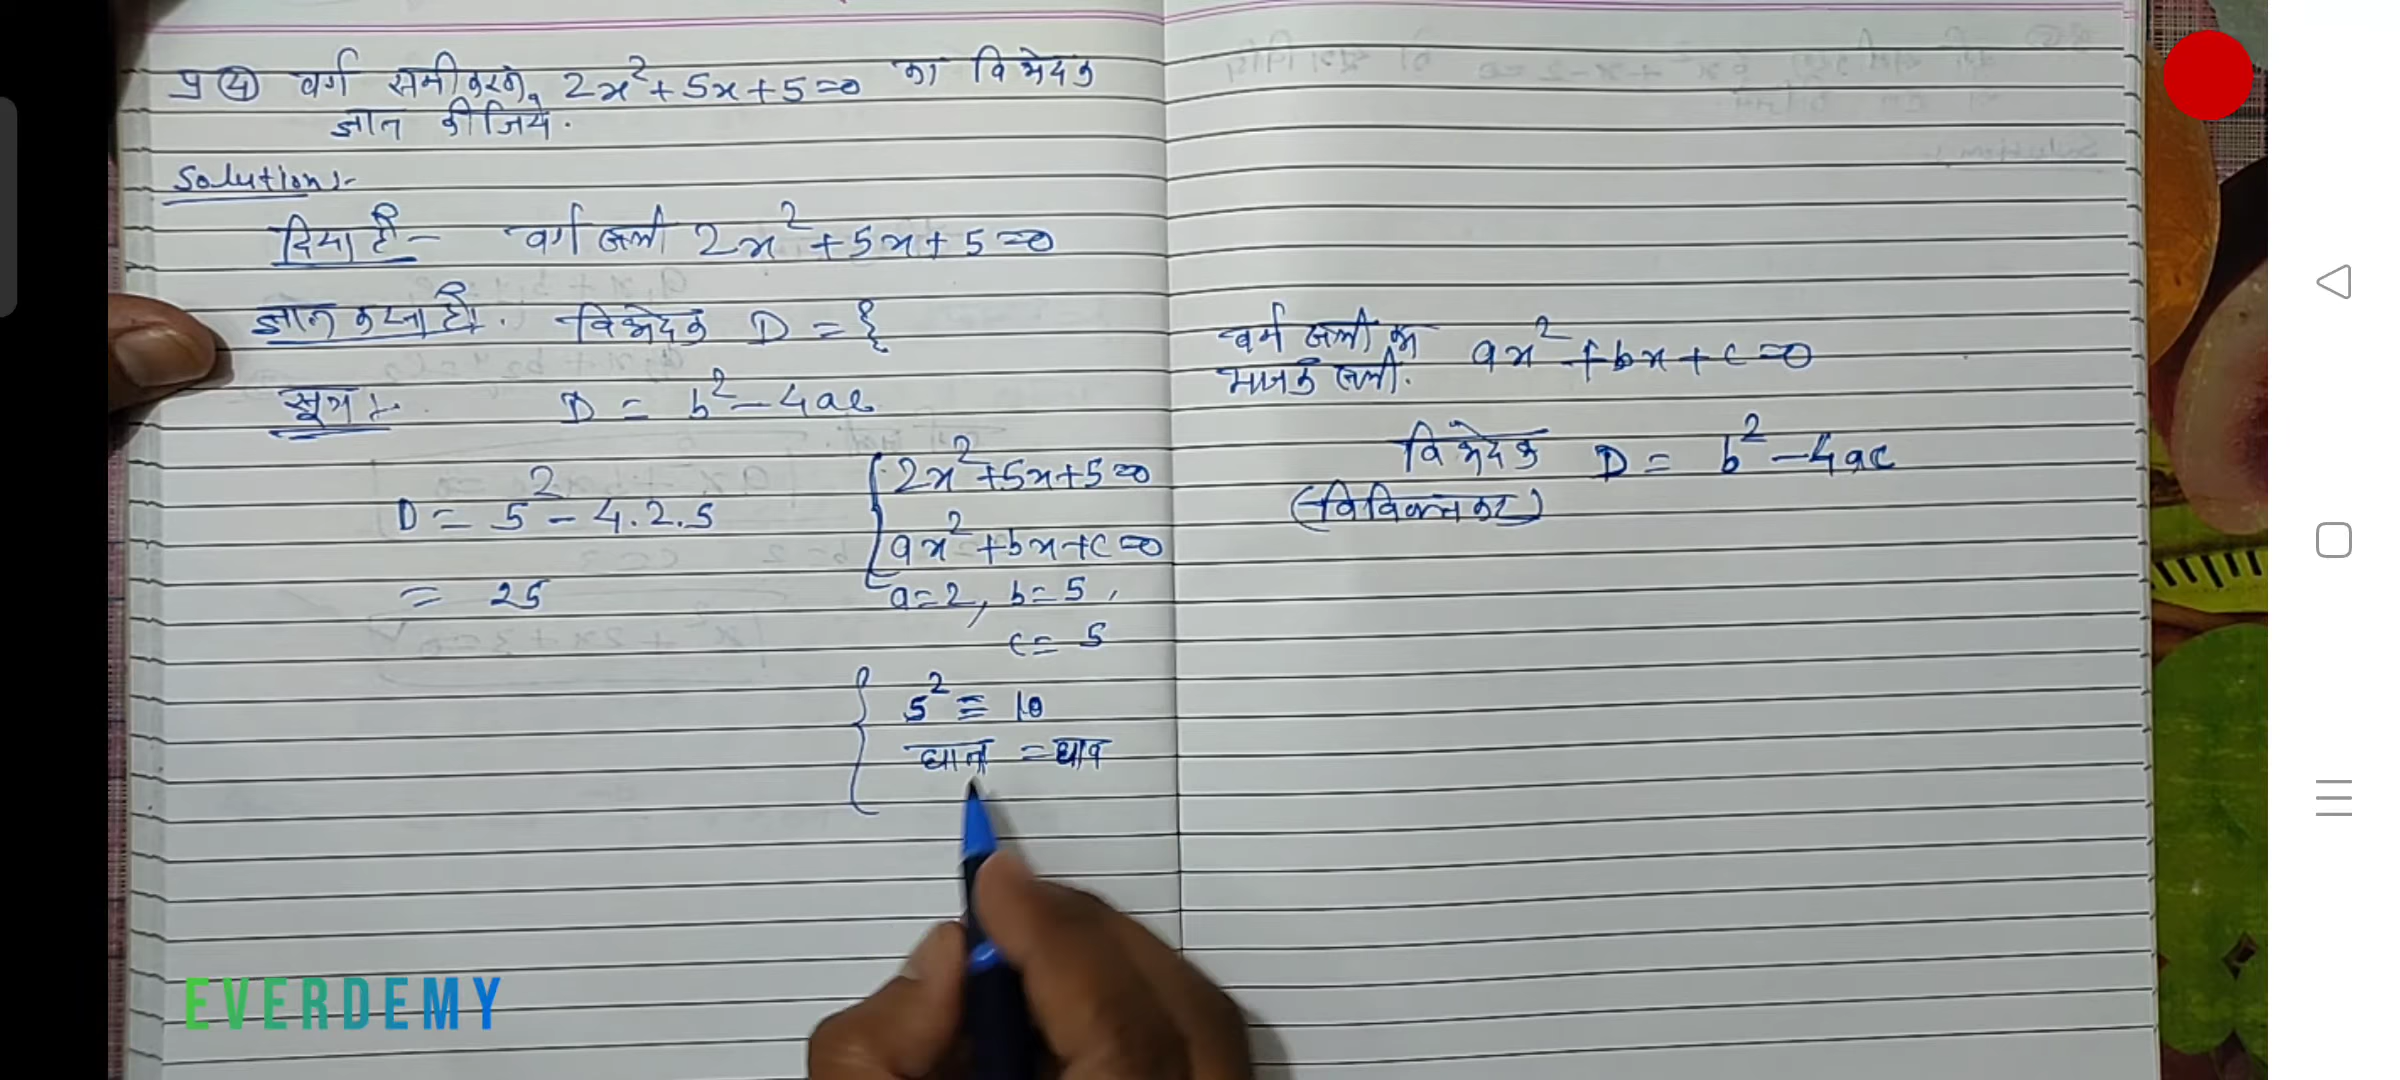 प्र ④ वर्ग समीकरण, 2x²+5x+5=0 का विभेदक
ज्ञात कीजिये.
Solution:-
दिया है- वर्ग समी 2x²+5x+5=0
ज्ञात करना है. विभेदक D = {
सूत्र:- D = b²-4ac
D = 5²-4.2.5
= 25
2x²+5x+5=0
ax²+bx+c=0
a=2, b=5,
c= 5
5² = 10
घात = घात
वर्ग समी का
मानक समी. ax²+bx+c=0
विभेदक D = b²-4ac
(विविक्तकर)
EVERDEMY